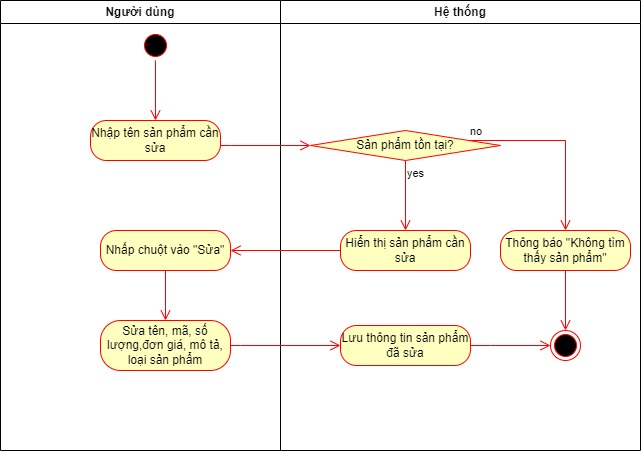 Người dùng
Hệ thống
Nhập tên sản phẩm cần
sửa
Sản phẩm tồn tại?
no
yes
Nhấp chuột vào "Sửa"
Hiển thị sản phẩm cần
sửa
Thông báo "Không tìm
thấy sản phẩm"
Sửa tên, mã, số
lượng,đơn giá, mô tả,
loại sản phẩm
Lưu thông tin sản phẩm
đã sửa